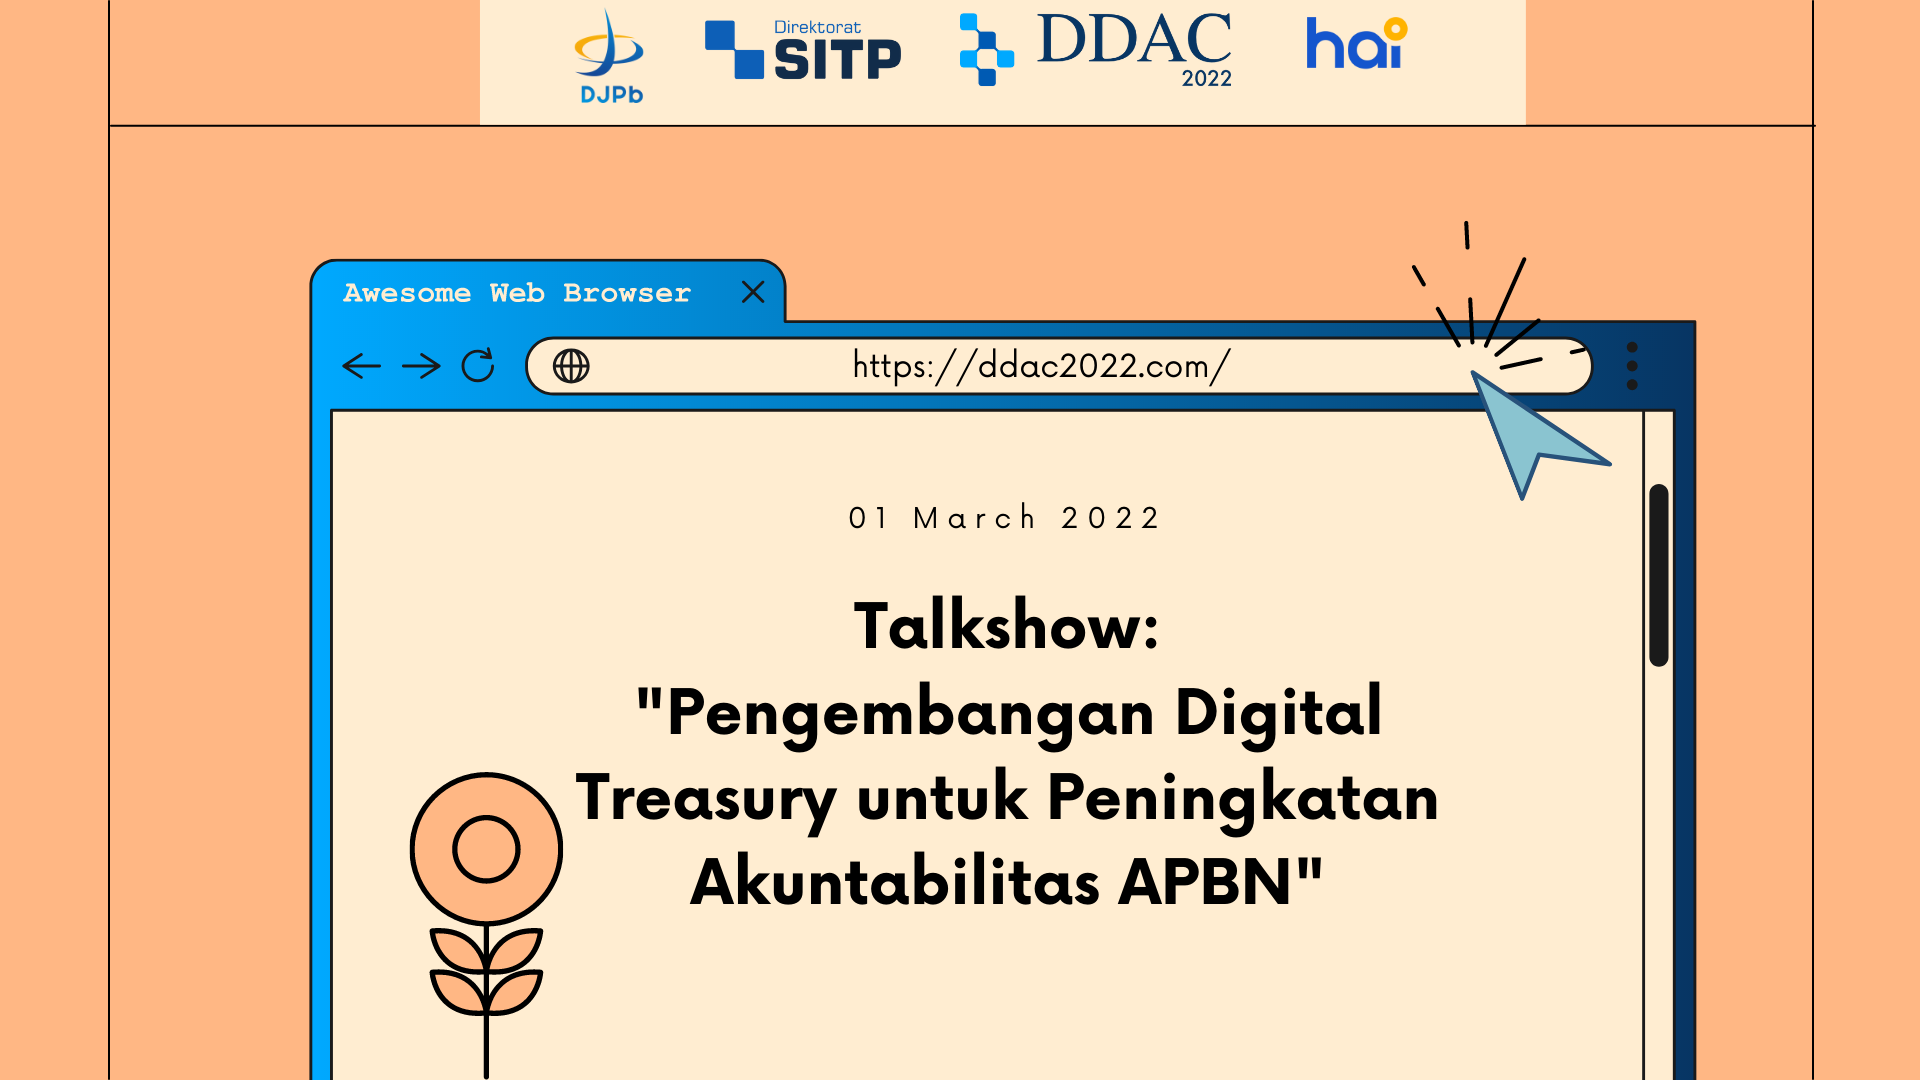 DJPb
Direktorat
SITP
DDAC
2022
hai
Awesome Web Browser
https://ddac2022.com/
01 March 2022
Talkshow:
"Pengembangan Digital
Treasury untuk Peningkatan
Akuntabilitas APBN"